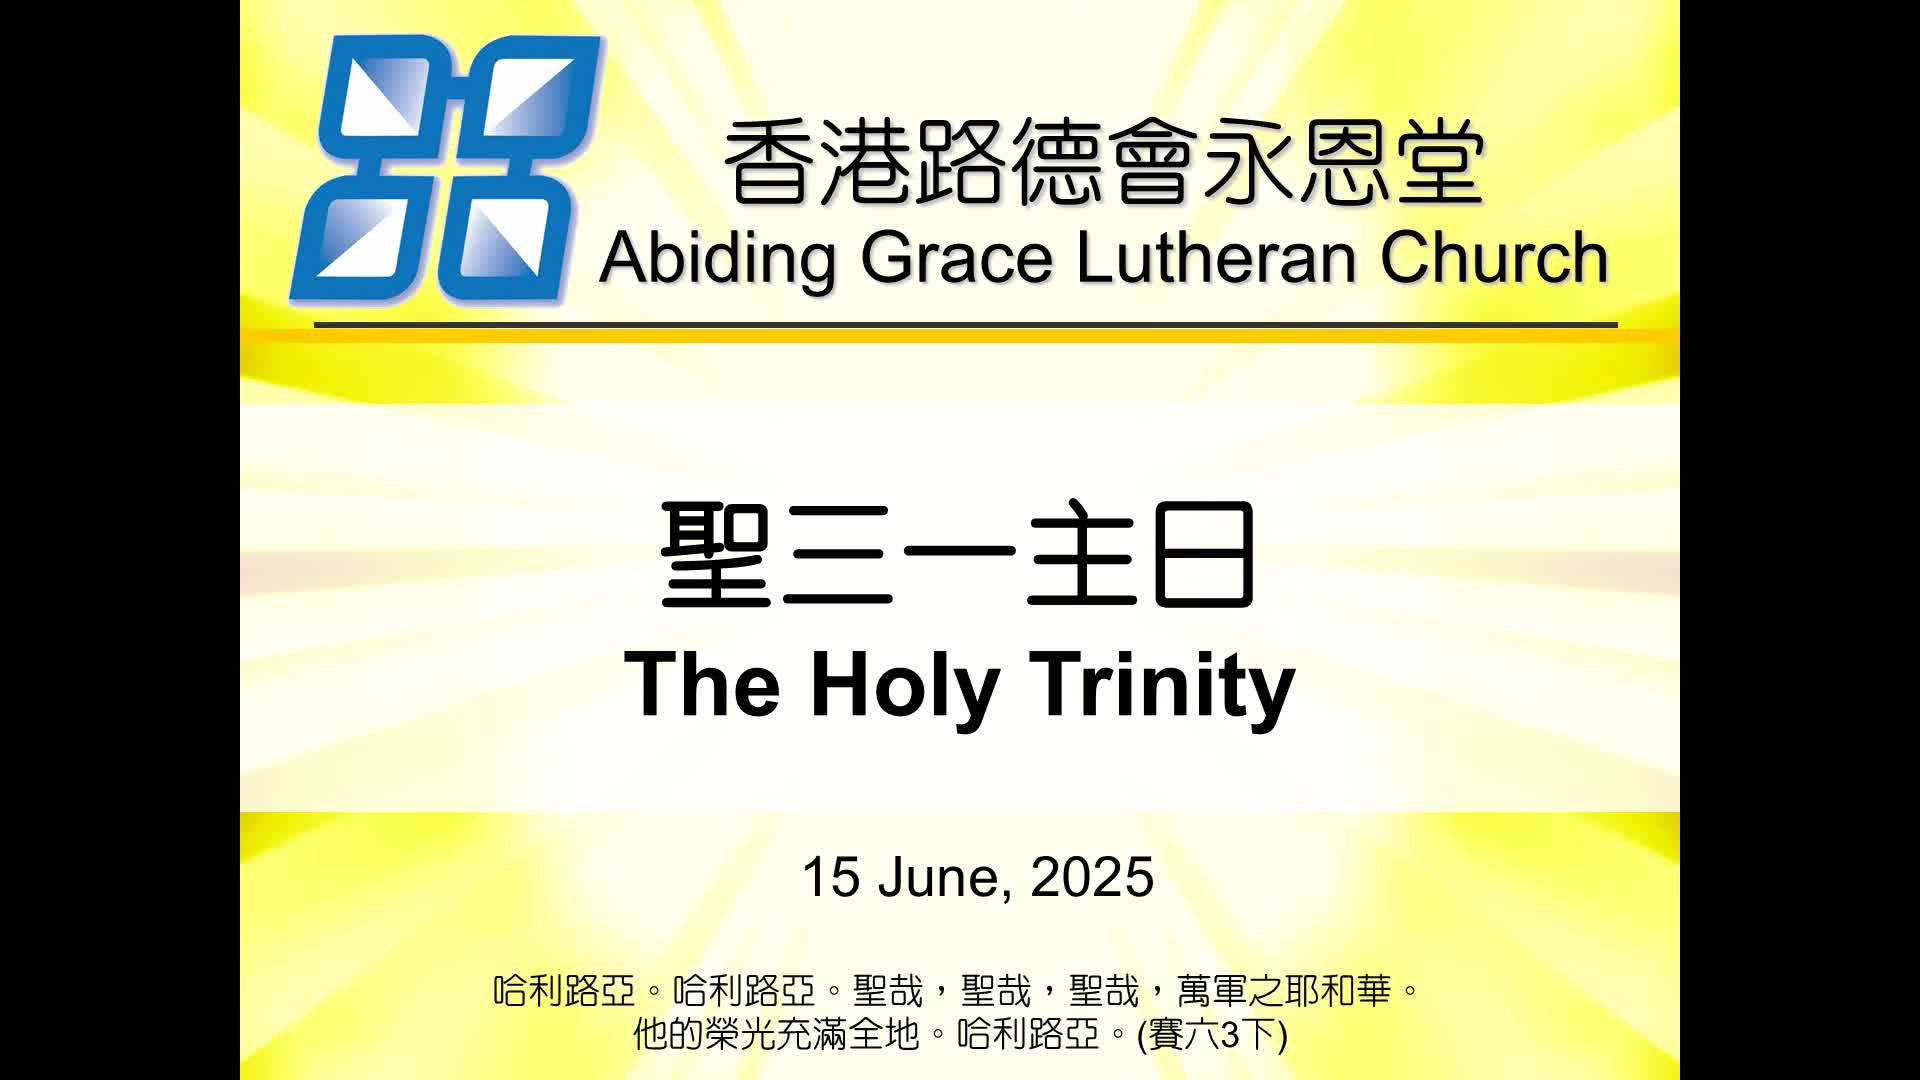 香港路德會永恩堂
Abiding Grace Lutheran Church
聖三一主日
The Holy Trinity
15 June, 2025
哈利路亞。哈利路亞。聖哉，聖哉，聖哉，萬軍之耶和華。
他的榮光充滿全地。哈利路亞。(賽六3下)